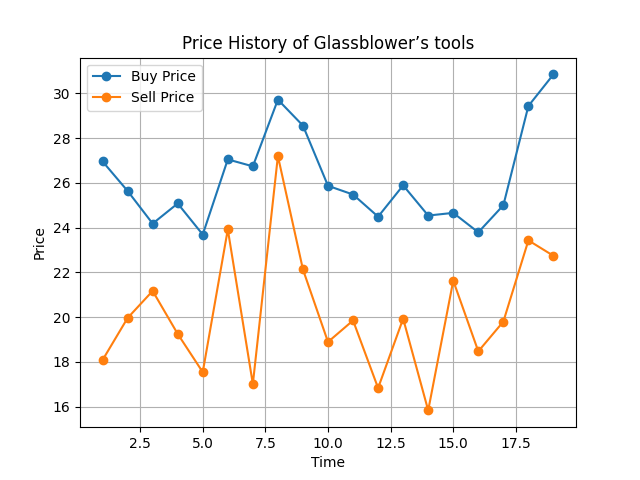 Price History of Glassblower’s tools
Buy Price
Sell Price
Price
30
28
26
24
22
20
18
16
2.5 5.0 7.5 10.0 12.5 15.0 17.5
Time